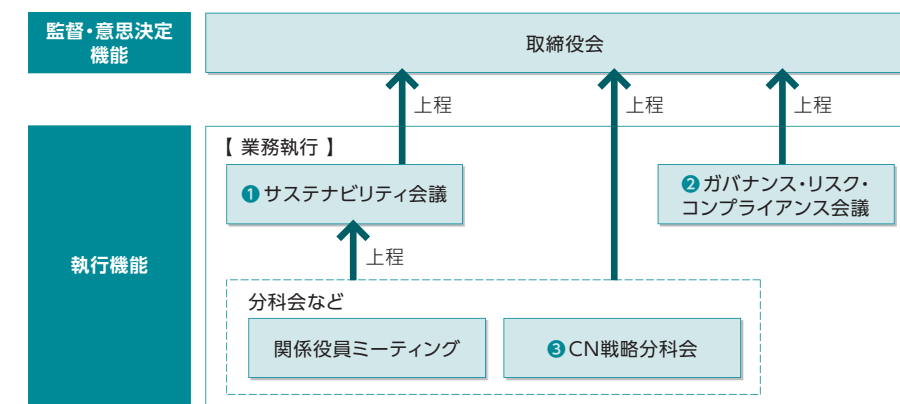 監督・意思決定
機能
取締役会
上程
上程
上程
執行機能
【 業務執行 】
❶サステナビリティ会議
❷ガバナンス・リスク・
コンプライアンス会議
上程
分科会など
関係役員ミーティング
❸CN戦略分科会